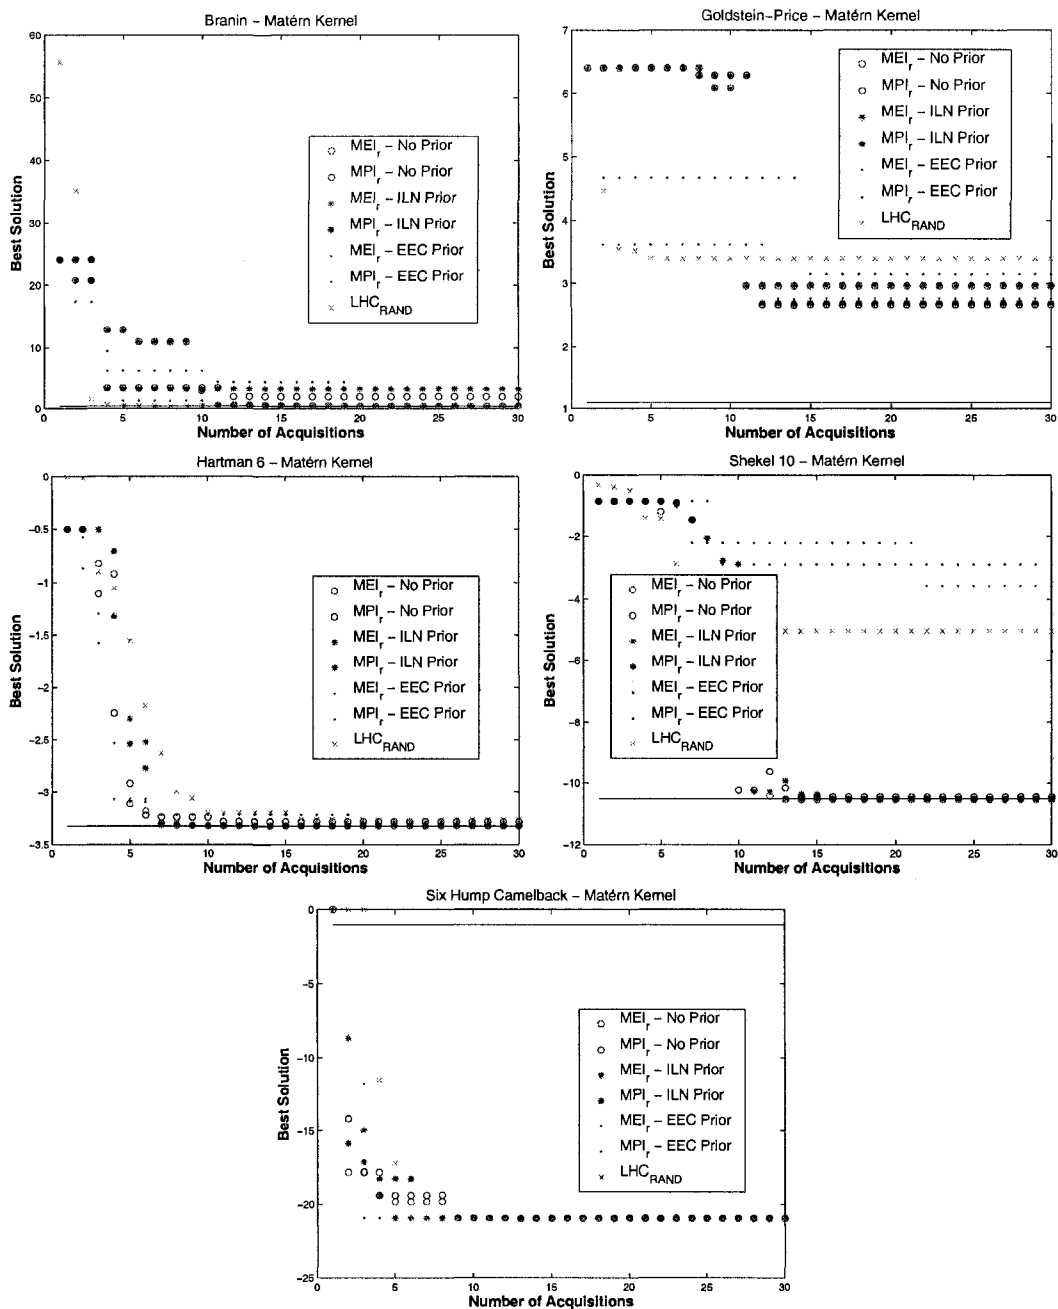 Branin – Matérn Kernel
Best Solution
60
50
40
30
20
10
0
0
5
10
15
20
25
30
Number of Acquisitions
MEI_r – No Prior
MPI_r – No Prior
MEI_r – ILN Prior
MPI_r – ILN Prior
MEI_r – EEC Prior
MPI_r – EEC Prior
LHC_RAND
Goldstein–Price – Matérn Kernel
Best Solution
7
6
5
4
3
2
1
0
5
10
15
20
25
30
Number of Acquisitions
MEI_r – No Prior
MPI_r – No Prior
MEI_r – ILN Prior
MPI_r – ILN Prior
MEI_r – EEC Prior
MPI_r – EEC Prior
LHC_RAND
Hartman 6 – Matérn Kernel
Best Solution
0
−0.5
−1
−1.5
−2
−2.5
−3
−3.5
0
5
10
15
20
25
30
Number of Acquisitions
MEI_r – No Prior
MPI_r – No Prior
MEI_r – ILN Prior
MPI_r – ILN Prior
MEI_r – EEC Prior
MPI_r – EEC Prior
LHC_RAND
Shekel 10 – Matérn Kernel
Best Solution
0
−2
−4
−6
−8
−10
−12
0
5
10
15
20
25
30
Number of Acquisitions
MEI_r – No Prior
MPI_r – No Prior
MEI_r – ILN Prior
MPI_r – ILN Prior
MEI_r – EEC Prior
MPI_r – EEC Prior
LHC_RAND
Six Hump Camelback – Matérn Kernel
Best Solution
0
−5
−10
−15
−20
−25
0
5
10
15
20
25
30
Number of Acquisitions
MEI_r – No Prior
MPI_r – No Prior
MEI_r – ILN Prior
MPI_r – ILN Prior
MEI_r – EEC Prior
MPI_r – EEC Prior
LHC_RAND